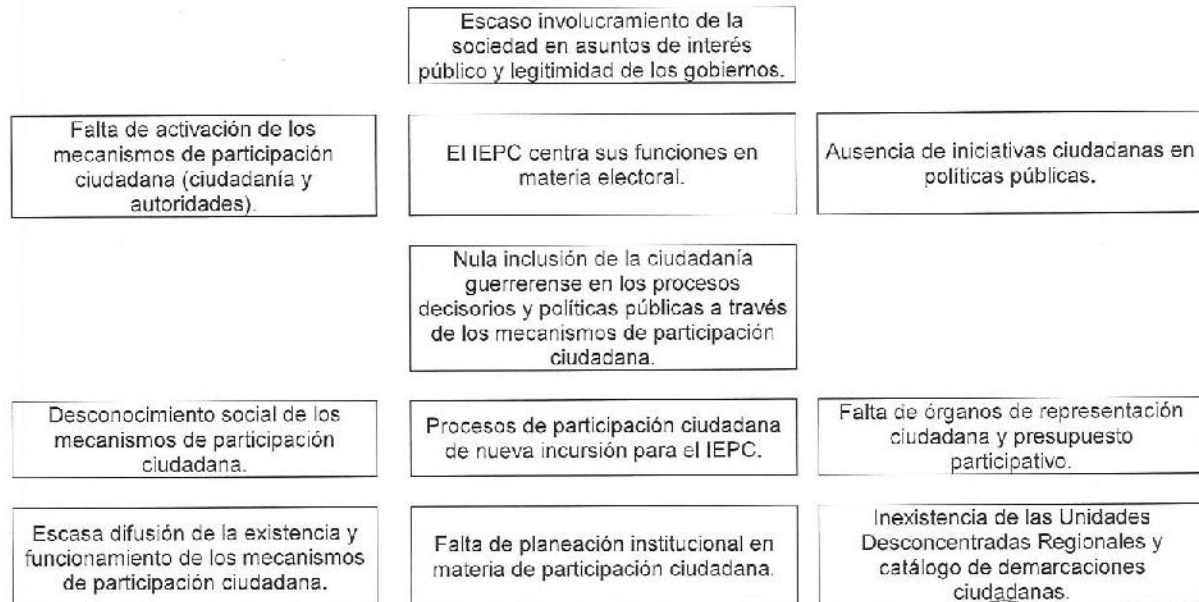 Escaso involucramiento de la
sociedad en asuntos de interés
público y legitimidad de los gobiernos.
Falta de activación de los
mecanismos de participación
ciudadana (ciudadanía y
autoridades).
El IEPC centra sus funciones en
materia electoral.
Ausencia de iniciativas ciudadanas en
políticas públicas.
Nula inclusión de la ciudadanía
guerrerense en los procesos
decisorios y políticas públicas a través
de los mecanismos de participación
ciudadana.
Desconocimiento social de los
mecanismos de participación
ciudadana.
Procesos de participación ciudadana
de nueva incursión para el IEPC.
Falta de órganos de representación
ciudadana y presupuesto
participativo.
Escasa difusión de la existencia y
funcionamiento de los mecanismos
de participación ciudadana.
Falta de planeación institucional en
materia de participación ciudadana.
Inexistencia de las Unidades
Desconcentradas Regionales y
catálogo de demarcaciones
ciudadanas.